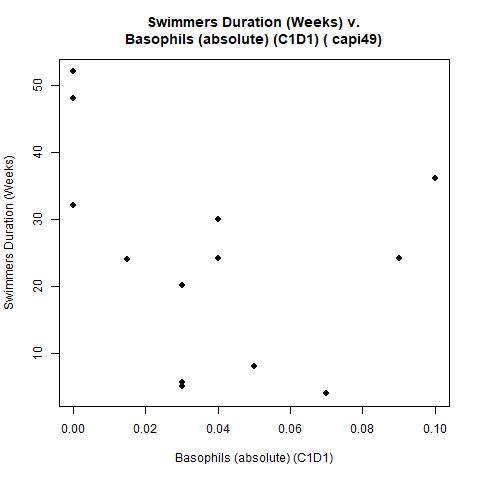 Swimmers Duration (Weeks) v.
Basophils (absolute) (C1D1) ( capi49)
Swimmers Duration (Weeks)
50
40
30
20
10
0.00 0.02 0.04 0.06 0.08 0.10
Basophils (absolute) (C1D1)